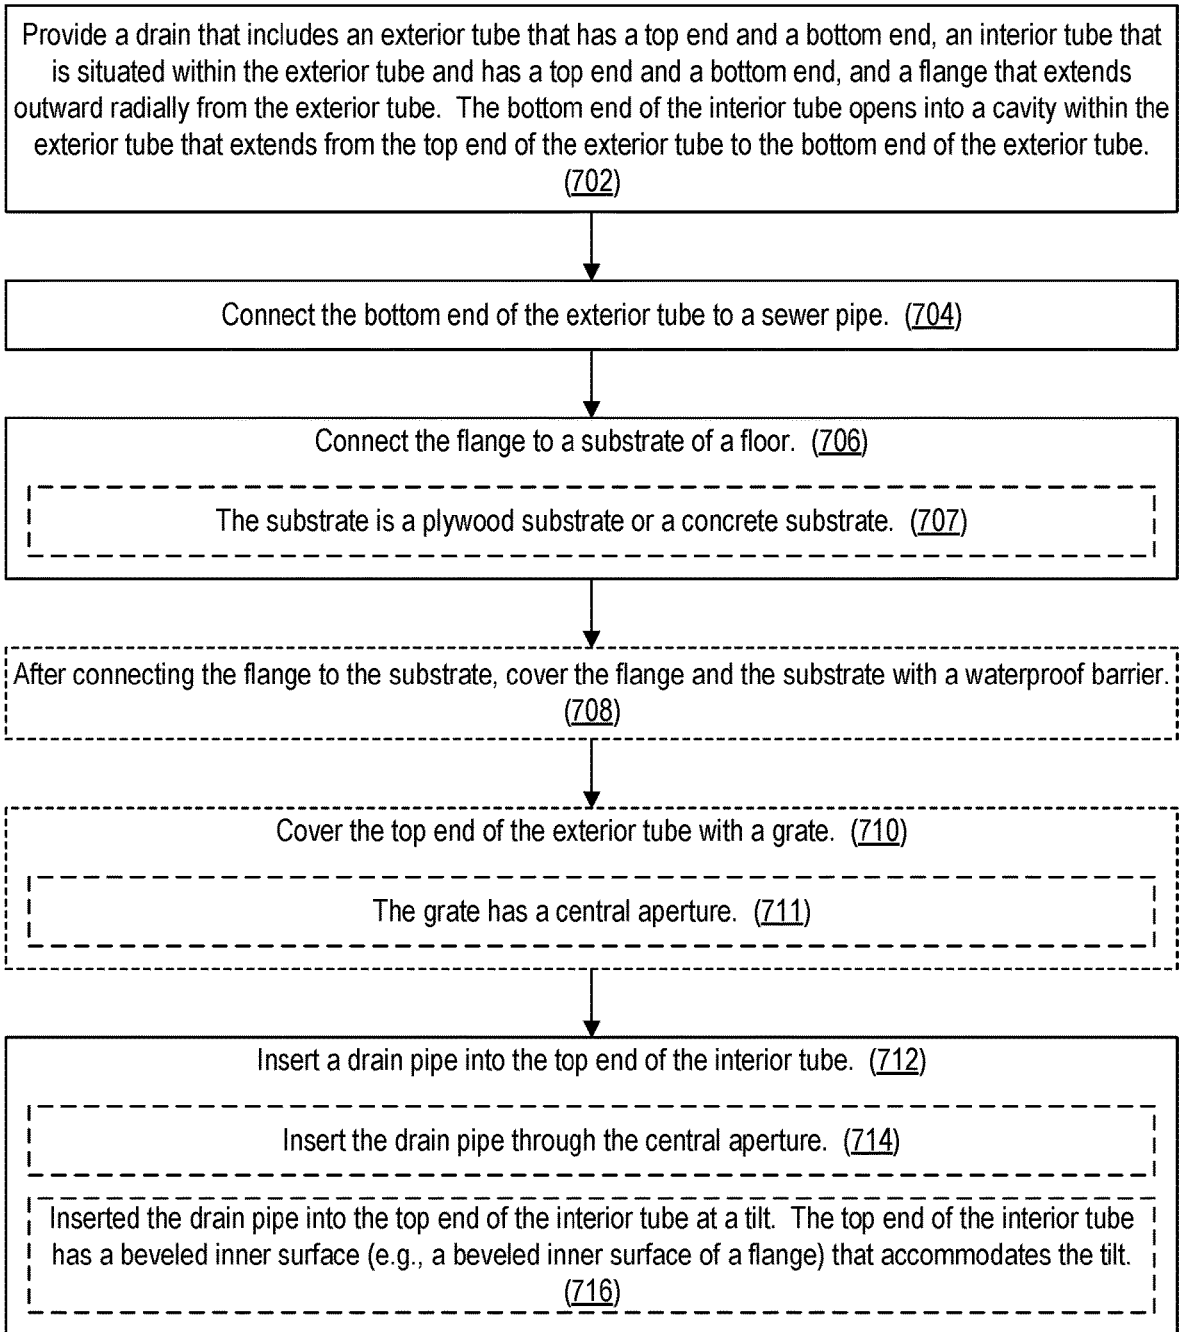 Provide a drain that includes an exterior tube that has a top end and a bottom end, an interior tube that
is situated within the exterior tube and has a top end and a bottom end, and a flange that extends
outward radially from the exterior tube. The bottom end of the interior tube opens into a cavity within the
exterior tube that extends from the top end of the exterior tube to the bottom end of the exterior tube.
(702)
Connect the bottom end of the exterior tube to a sewer pipe. (704)
Connect the flange to a substrate of a floor. (706)
The substrate is a plywood substrate or a concrete substrate. (707)
After connecting the flange to the substrate, cover the flange and the substrate with a waterproof barrier.
(708)
Cover the top end of the exterior tube with a grate. (710)
The grate has a central aperture. (711)
Insert a drain pipe into the top end of the interior tube. (712)
Insert the drain pipe through the central aperture. (714)
Inserted the drain pipe into the top end of the interior tube at a tilt. The top end of the interior tube
has a beveled inner surface (e.g., a beveled inner surface of a flange) that accommodates the tilt.
(716)